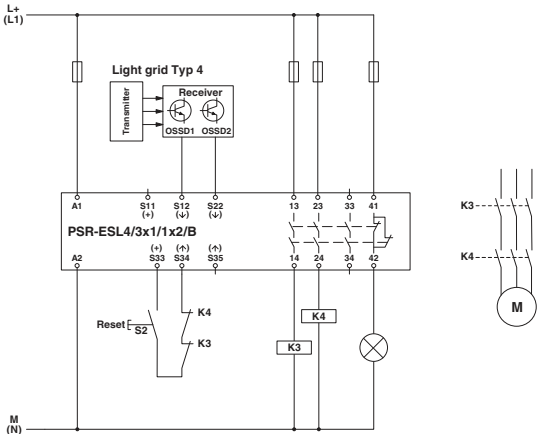 L+
(L1)
Light grid Typ 4
Transmitter
Receiver
OSSD1 OSSD2
A1 S11 S12 S22 13 23 33 41
(+) (↓) (↓)
PSR-ESL4/3x1/1x2/B
(+) (↑) (↑)
A2 S33 S34 S35 14 24 34 42
K3
K4
M
K4
K4
Reset S2
K3
K3
M
(N)